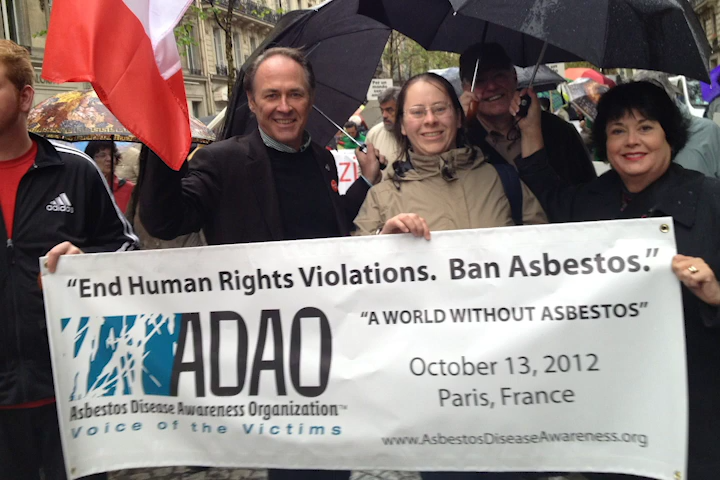 adidas
"End Human Rights Violations. Ban Asbestos."
"A WORLD WITHOUT ASBESTOS"
ADAO
Asbestos Disease Awareness Organization™
Voice of the Victims
October 13, 2012
Paris, France
www.AsbestosDiseaseAwareness.org